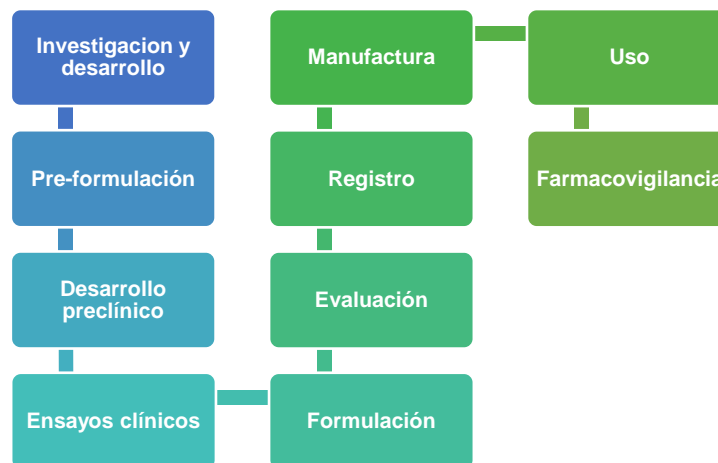 Investigacion y
desarrollo
Pre-formulación
Desarrollo
preclínico
Ensayos clínicos
Formulación
Evaluación
Registro
Manufactura
Uso
Farmacovigilancia